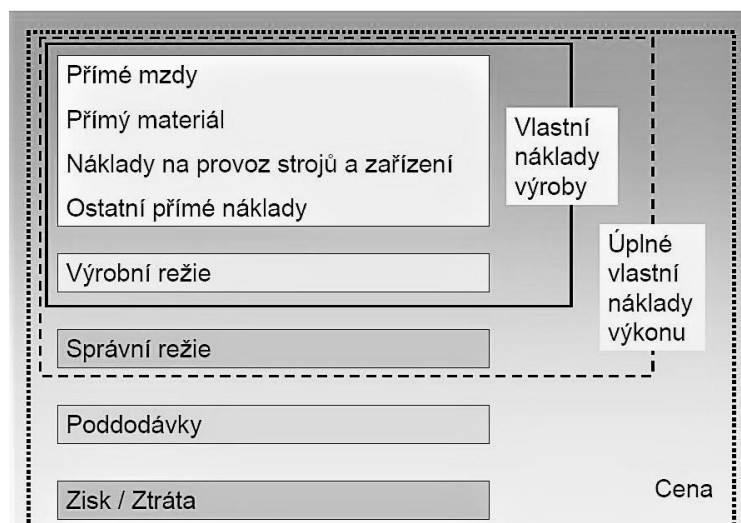 Přímé mzdy
Přímý materiál
Náklady na provoz strojů a zařízení
Ostatní přímé náklady
Vlastní
náklady
výroby
Výrobní režie
Úplné
vlastní
náklady
výkonu
Správní režie
Poddodávky
Zisk / Ztráta
Cena